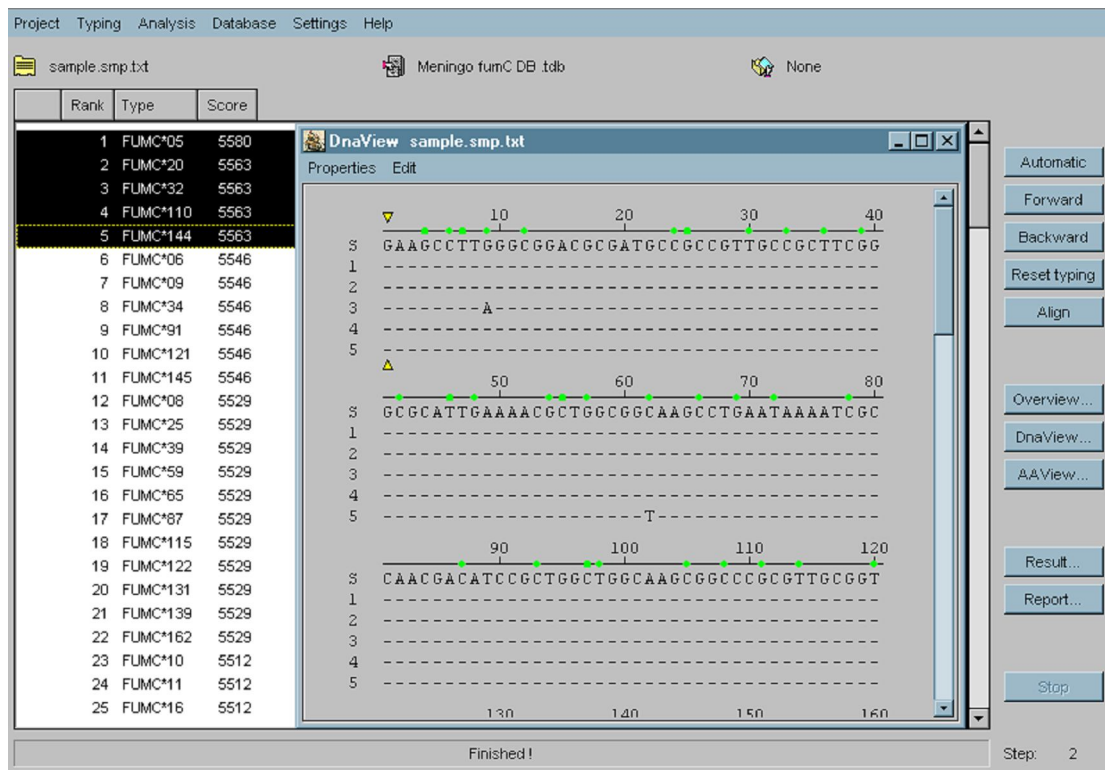 Project Typing Analysis Database Settings Help
sample.smp.txt Meningo fumC DB .tdb None
Rank Type Score
1 FUMC*05 5580
2 FUMC*20 5563
3 FUMC*32 5563
4 FUMC*110 5563
5 FUMC*144 5563
6 FUMC*06 5546
7 FUMC*09 5546
8 FUMC*34 5546
9 FUMC*91 5546
10 FUMC*121 5546
11 FUMC*145 5546
12 FUMC*08 5529
13 FUMC*25 5529
14 FUMC*39 5529
15 FUMC*59 5529
16 FUMC*65 5529
17 FUMC*87 5529
18 FUMC*115 5529
19 FUMC*122 5529
20 FUMC*131 5529
21 FUMC*139 5529
22 FUMC*162 5529
23 FUMC*10 5512
24 FUMC*11 5512
25 FUMC*16 5512
DnaView sample.smp.txt
Properties Edit
10 20 30 40
S GAAGCCTTGGGCGGACGCGATGCCGCCGTTGCCGCTTCGG
1 ----------------------------------------
2 ----------------------------------------
3 --------A-------------------------------
4 ----------------------------------------
5 ----------------------------------------
50 60 70 80
S GCGCATTGAAAACGCTGGCGGCAAGCCTGAATAAAATCGC
1 ----------------------------------------
2 ----------------------------------------
3 ----------------------------------------
4 ----------------------------------------
5 ---------------------T------------------
90 100 110 120
S CAACGACATCCGCTGGCTGGCAAGCGGCCCGCGTTGCGGT
1 ----------------------------------------
2 ----------------------------------------
3 ----------------------------------------
4 ----------------------------------------
5 ----------------------------------------
130 140 150 160
Automatic
Forward
Backward
Reset typing
Align
Overview...
DnaView...
AAView...
Result...
Report...
Stop
Finished !
Step: 2